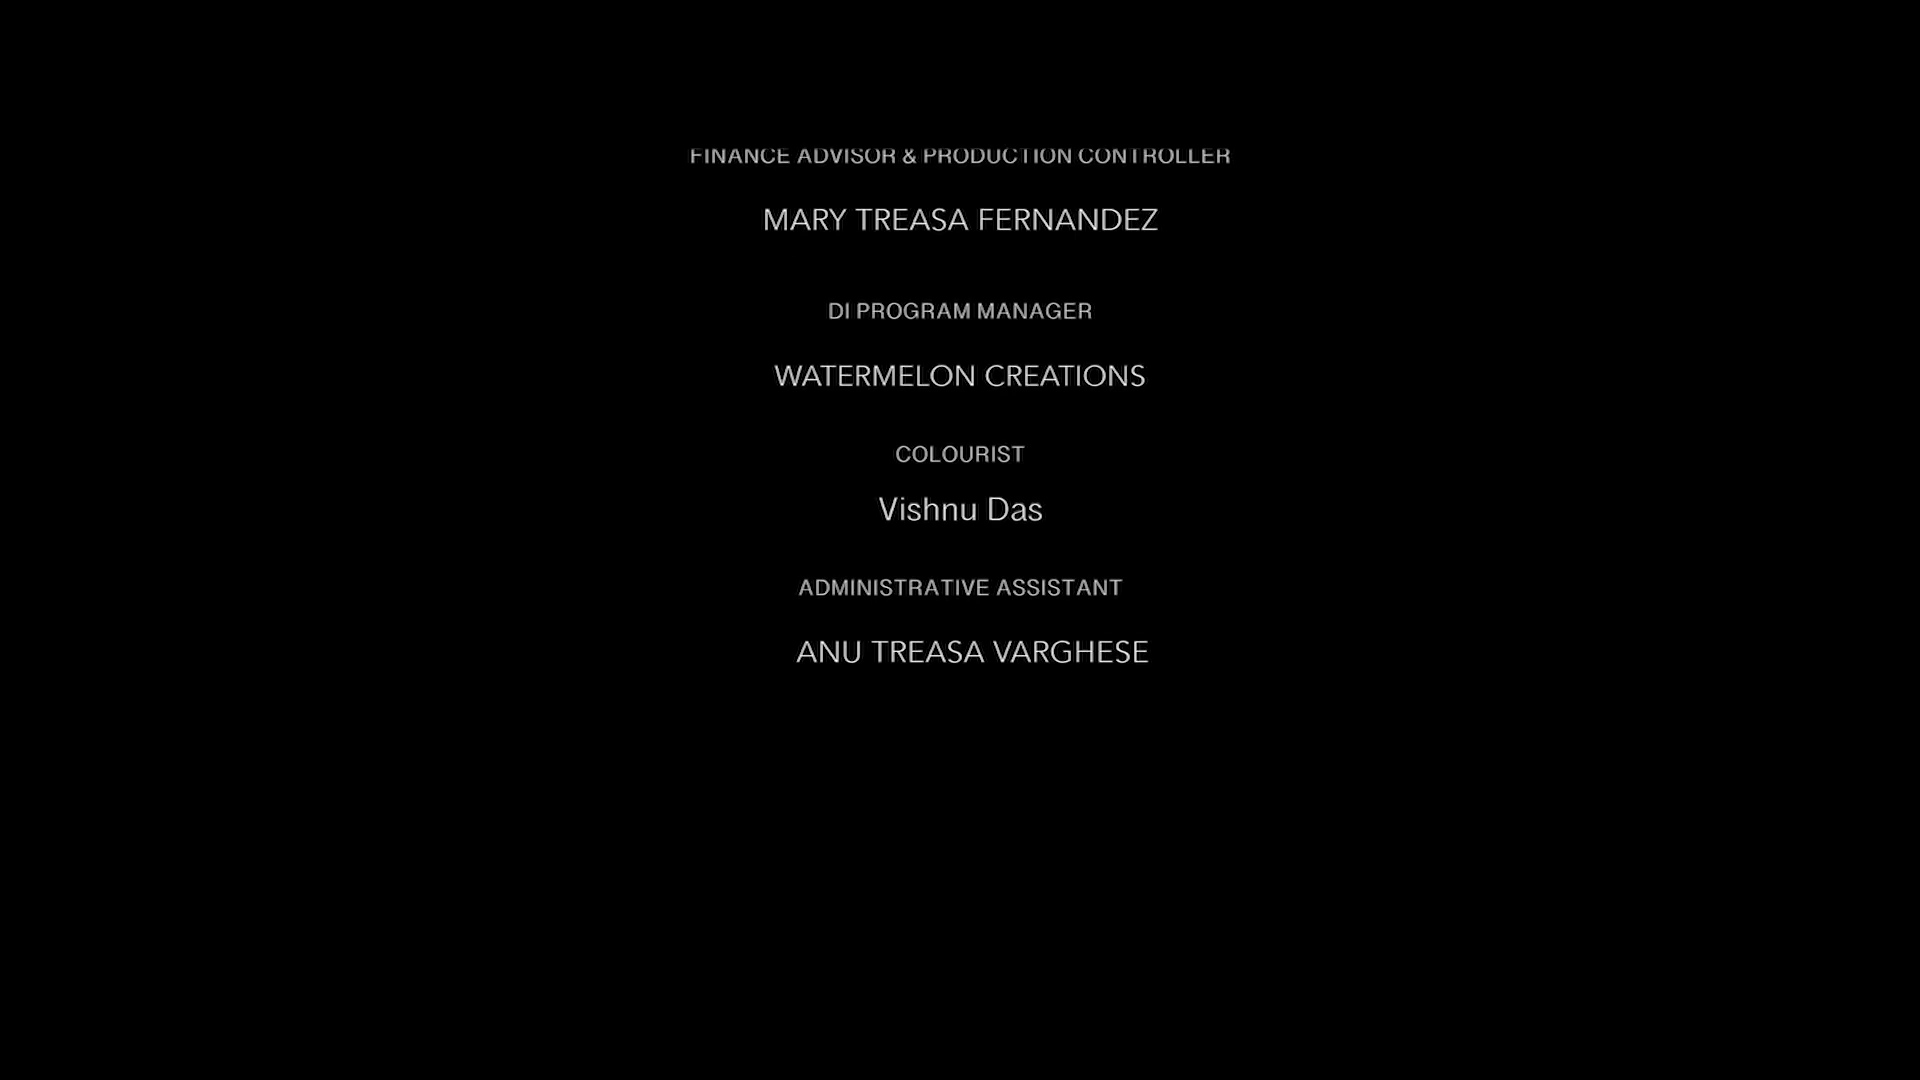 FINANCE ADVISOR & PRODUCTION CONTROLLER
MARY TREASA FERNANDEZ
DI PROGRAM MANAGER
WATERMELON CREATIONS
COLOURIST
Vishnu Das
ADMINISTRATIVE ASSISTANT
ANU TREASA VARGHESE